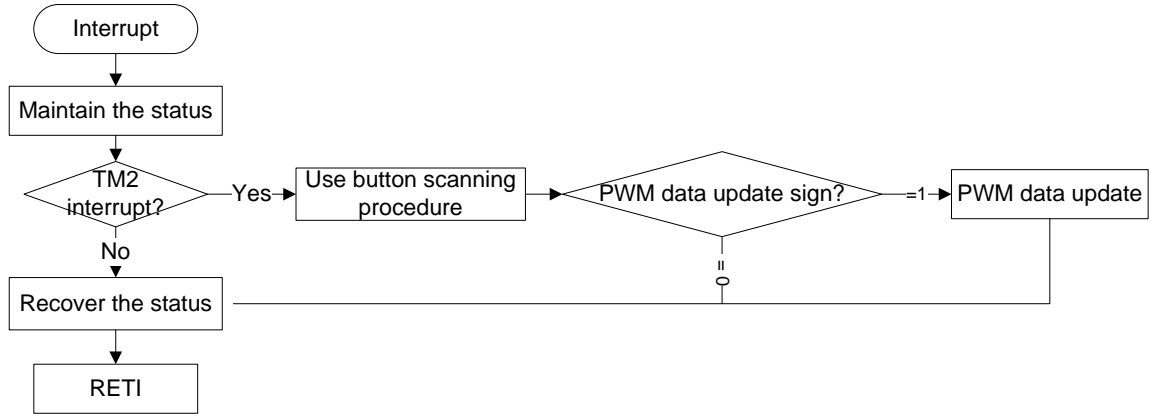 Interrupt
Maintain the status
TM2
interrupt?
Yes
Use button scanning
procedure
PWM data update sign?
=1
PWM data update
No
=0
Recover the status
RETI